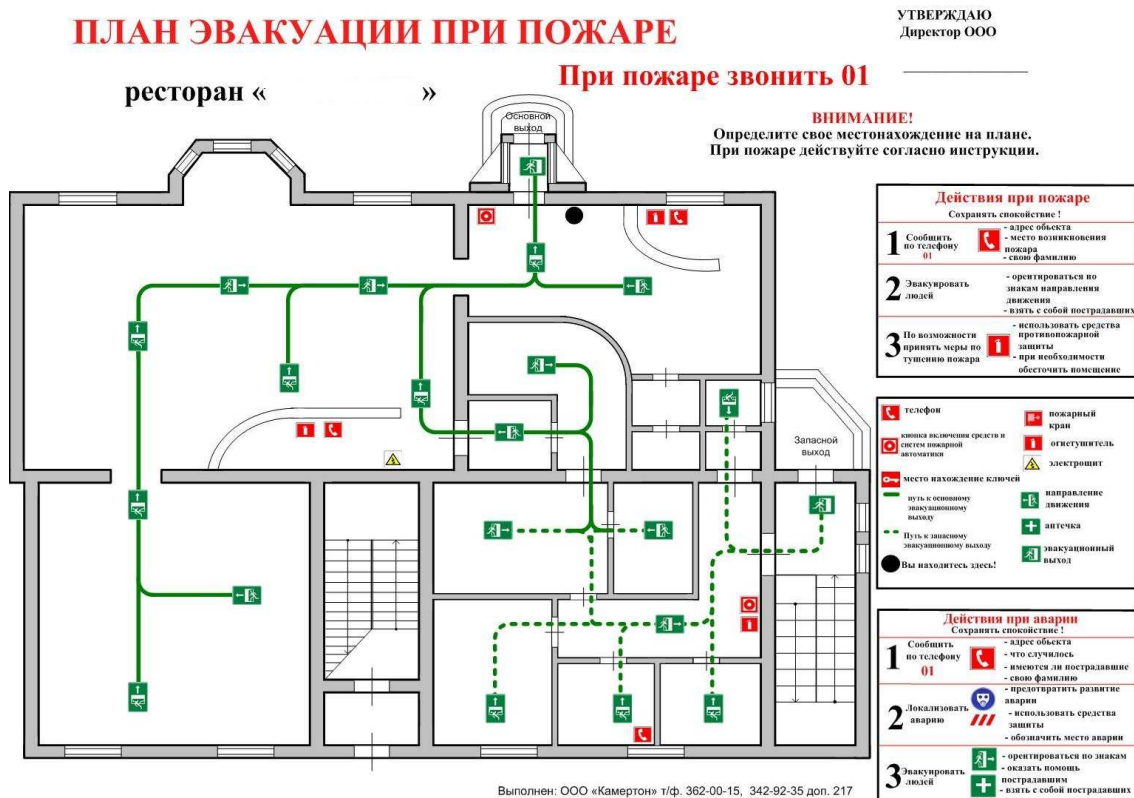 ПЛАН ЭВАКУАЦИИ ПРИ ПОЖАРЕ
УТВЕРЖДАЮ
Директор ООО
ресторан «            »
При пожаре звонить 01
ВНИМАНИЕ!
Определите свое местонахождение на плане.
При пожаре действуйте согласно инструкции.
Основной
выход
Запасной
выход
Действия при пожаре
Сохранять спокойствие !
1 Сообщить
по телефону
01
- адрес обьекта
- место возникновения
пожара
- свою фамилию
2 Эвакуировать
людей
- орентироваться по
знакам направления
движения
- взять с собой пострадавших
3 По возможности
принять меры по
тушению пожара
- использовать средства
противопожарной
защиты
- при необходимости
обесточить помещение
телефон
кнопка включения средств и
систем пожарной
автоматики
место нахождение ключей
путь к основному
эвакуационному
выходу
Путь к запасному
эвакуационному выходу
Вы находитесь здесь!
пожарный
кран
огнетушитель
электрощит
направление
движения
аптечка
эвакуационный
выход
Действия при аварии
Сохранять спокойствие !
1 Сообщить
по телефону
01
- адрес обьекта
- что случилось
- имеются ли пострадавшие
- свою фамилию
2 Локализовать
аварию
- предотвратить развитие
аварии
- использовать средства
защиты
- обозначить место аварии
3 Эвакуировать
людей
- орентироваться по знакам
- оказать помощь
пострадавшим
- взять с собой пострадавших
Выполнен: ООО «Камертон» т/ф. 362-00-15, 342-92-35 доп. 217